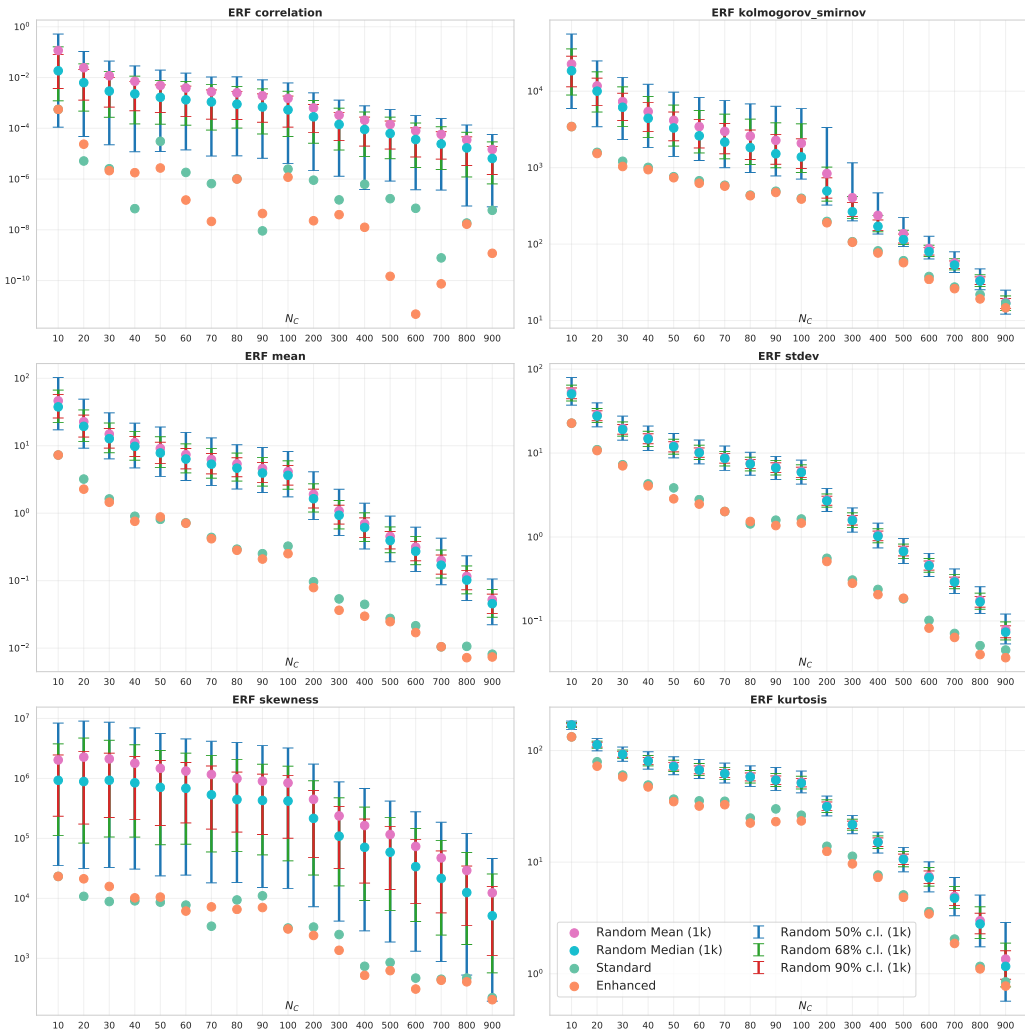 ERF correlation
10^0
10^-2
10^-4
10^-6
10^-8
10^-10
N_C
10 20 30 40 50 60 70 80 90 100 200 300 400 500 600 700 800 900
ERF kolmogorov_smirnov
10^4
10^3
10^2
10^1
N_C
10 20 30 40 50 60 70 80 90 100 200 300 400 500 600 700 800 900
ERF mean
10^2
10^1
10^0
10^-1
10^-2
N_C
10 20 30 40 50 60 70 80 90 100 200 300 400 500 600 700 800 900
ERF stdev
10^2
10^1
10^0
10^-1
N_C
10 20 30 40 50 60 70 80 90 100 200 300 400 500 600 700 800 900
ERF skewness
10^7
10^6
10^5
10^4
10^3
N_C
10 20 30 40 50 60 70 80 90 100 200 300 400 500 600 700 800 900
ERF kurtosis
10^2
10^1
10^0
Random Mean (1k)
Random Median (1k)
Standard
Enhanced
Random 50% c.l. (1k)
Random 68% c.l. (1k)
Random 90% c.l. (1k)
N_C
10 20 30 40 50 60 70 80 90 100 200 300 400 500 600 700 800 900